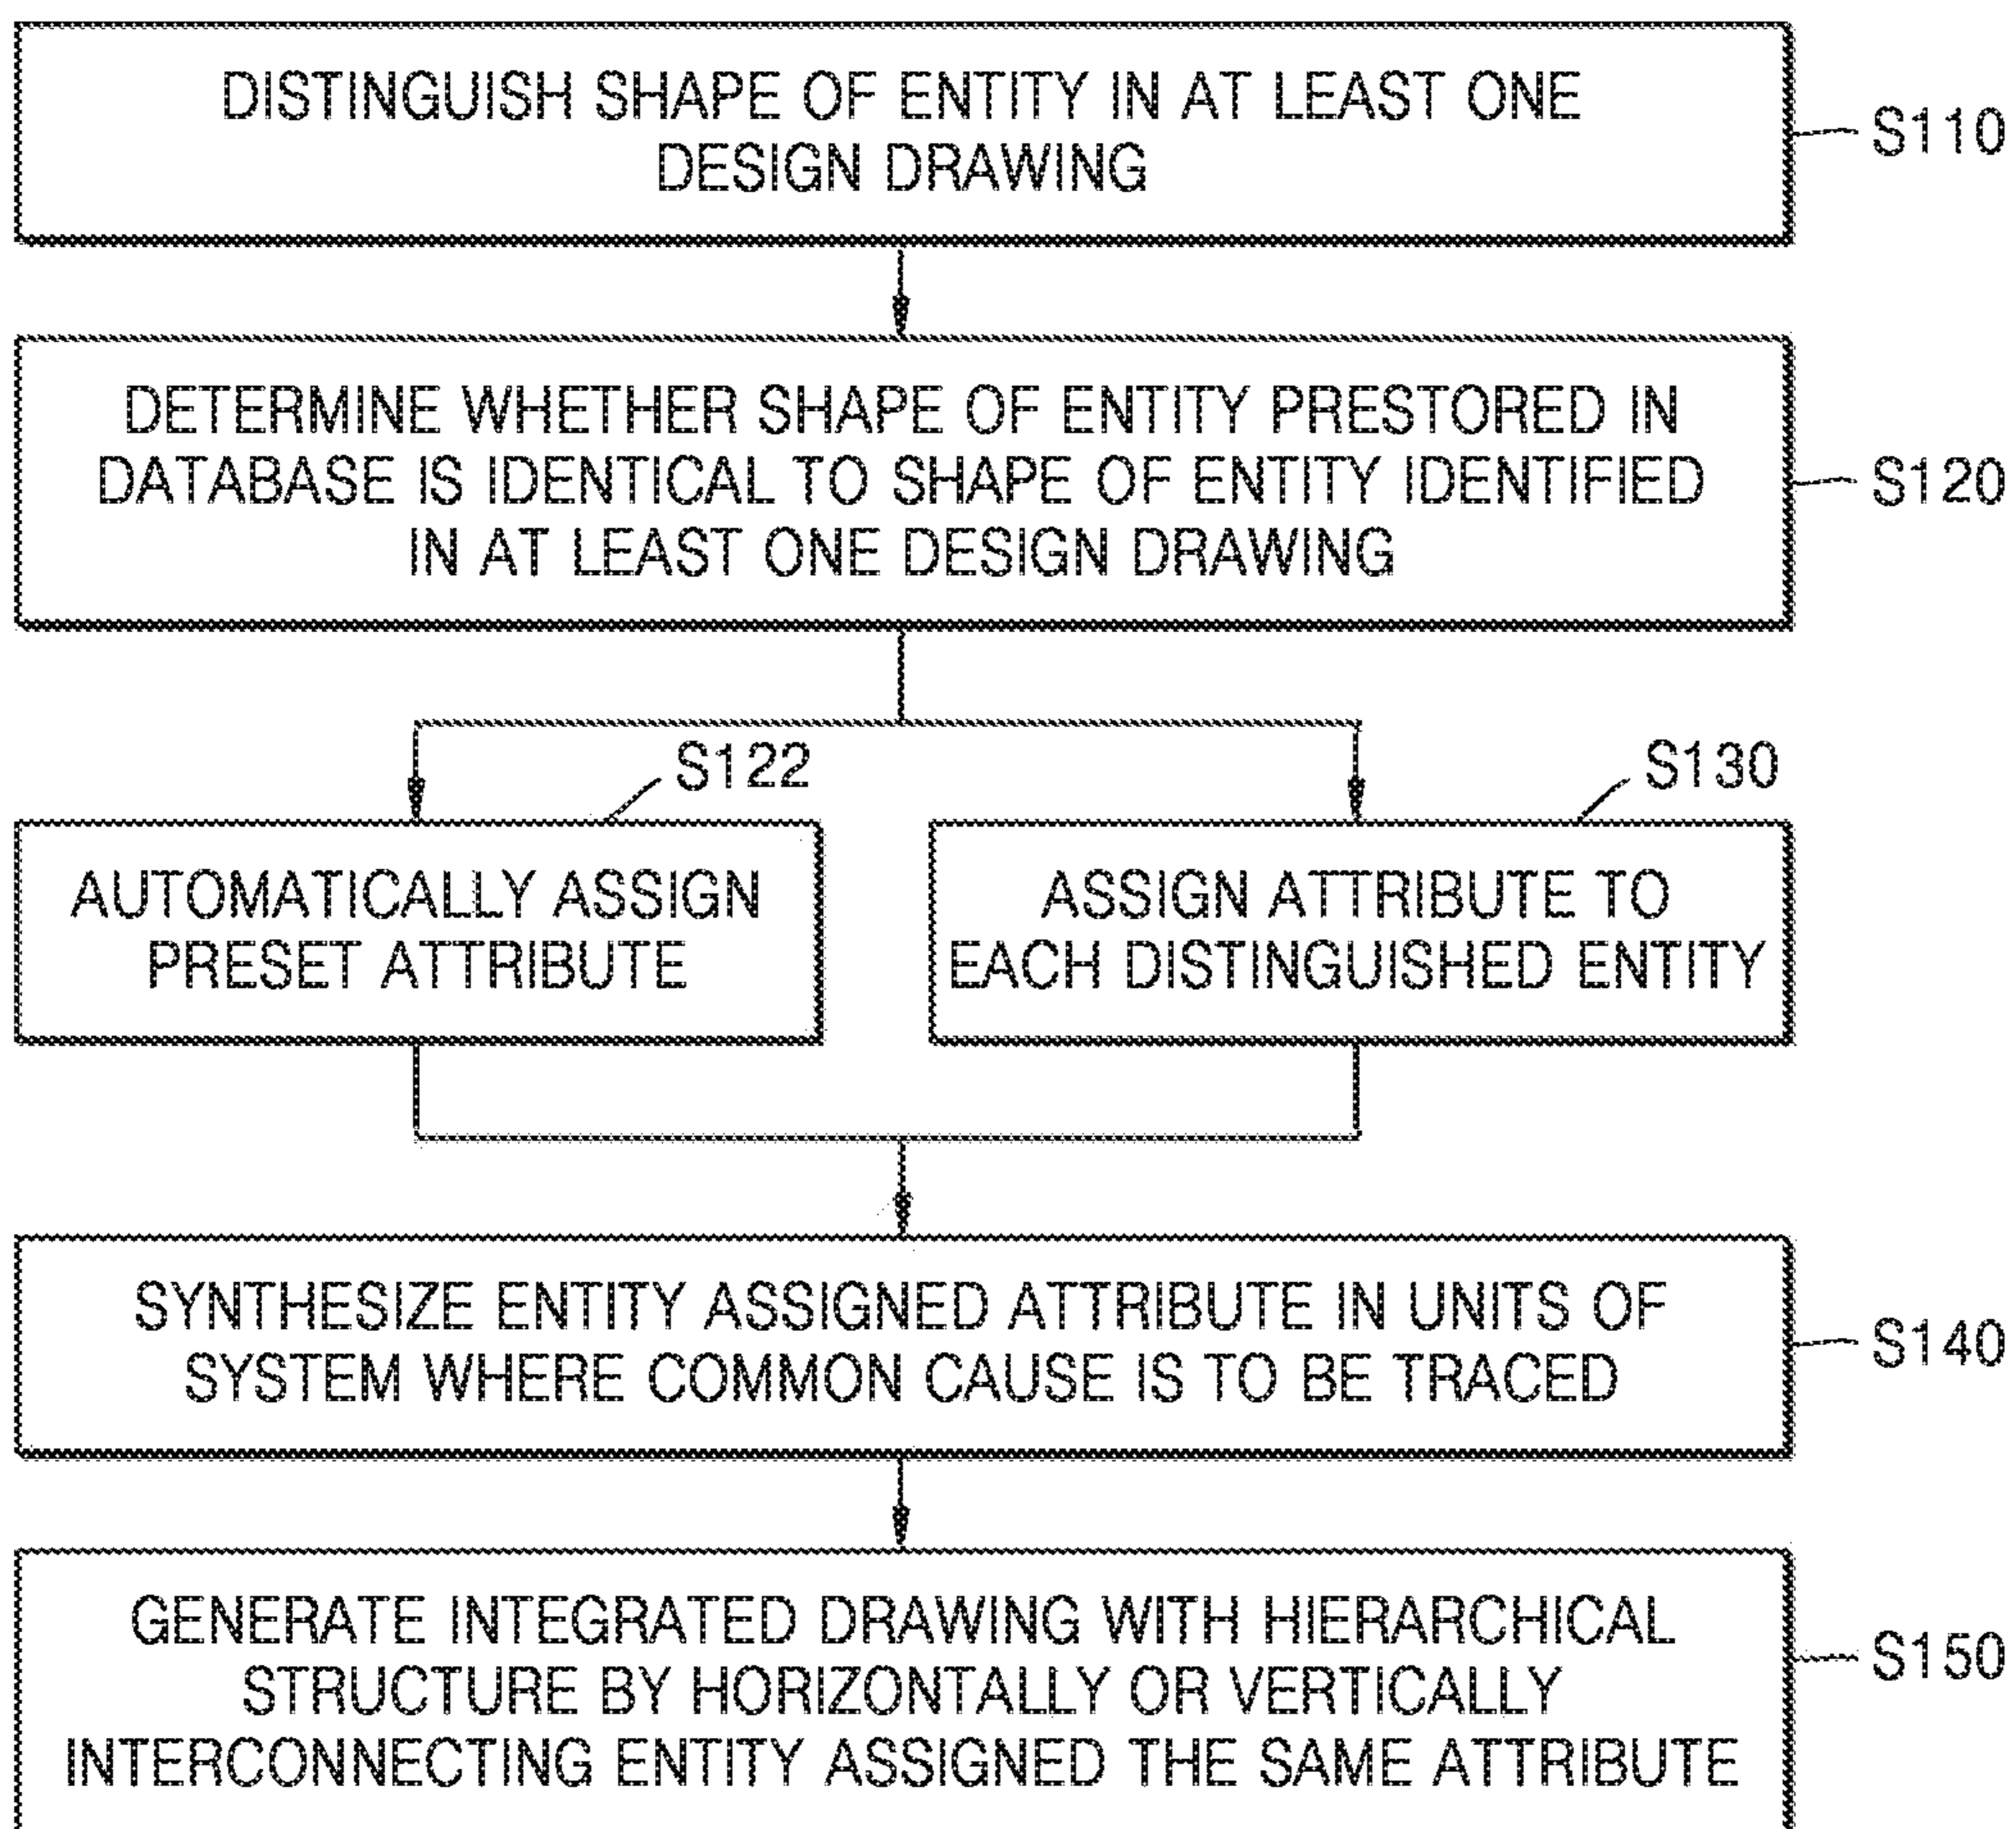 DISTINGUISH SHAPE OF ENTITY IN AT LEAST ONE
DESIGN DRAWING
S110
DETERMINE WHETHER SHAPE OF ENTITY PRESTORED IN
DATABASE IS IDENTICAL TO SHAPE OF ENTITY IDENTIFIED
IN AT LEAST ONE DESIGN DRAWING
S120
S122
AUTOMATICALLY ASSIGN
PRESET ATTRIBUTE
S130
ASSIGN ATTRIBUTE TO
EACH DISTINGUISHED ENTITY
SYNTHESIZE ENTITY ASSIGNED ATTRIBUTE IN UNITS OF
SYSTEM WHERE COMMON CAUSE IS TO BE TRACED
S140
GENERATE INTEGRATED DRAWING WITH HIERARCHICAL
STRUCTURE BY HORIZONTALLY OR VERTICALLY
INTERCONNECTING ENTITY ASSIGNED THE SAME ATTRIBUTE
S150